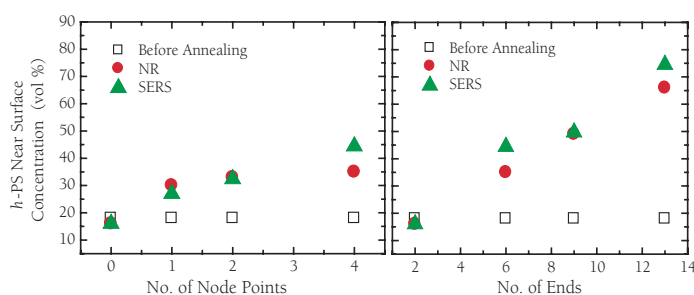 90
80
70
60
50
40
30
20
10
h-PS Near Surface
Concentration (vol %)
Before Annealing
NR
SERS
0 1 2 3 4
No. of Node Points
Before Annealing
NR
SERS
2 4 6 8 10 12 14
No. of Ends